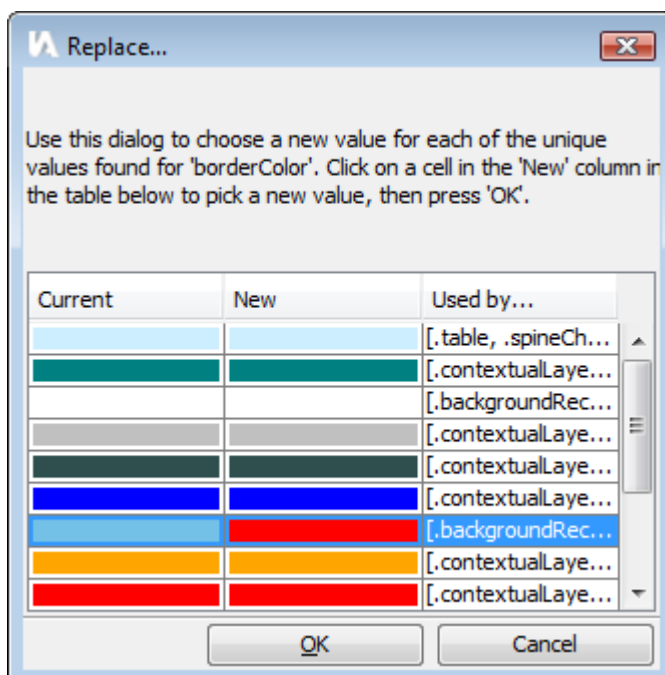 Replace...
Use this dialog to choose a new value for each of the unique
values found for 'borderColor'. Click on a cell in the 'New' column in
the table below to pick a new value, then press 'OK'.
Current New Used by...
[.table, .spineCh...
[.contextualLaye...
[.backgroundRec...
[.contextualLaye...
[.contextualLaye...
[.contextualLaye...
[.backgroundRec...
[.contextualLaye...
[.contextualLaye...
OK Cancel